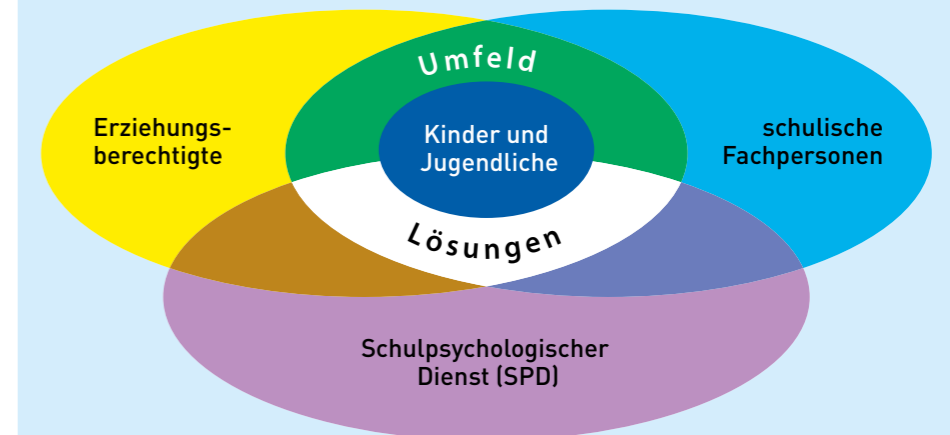 Umfeld
Erziehungs-
berechtigte
Kinder und
Jugendliche
schulische
Fachpersonen
Lösungen
Schulpsychologischer
Dienst (SPD)